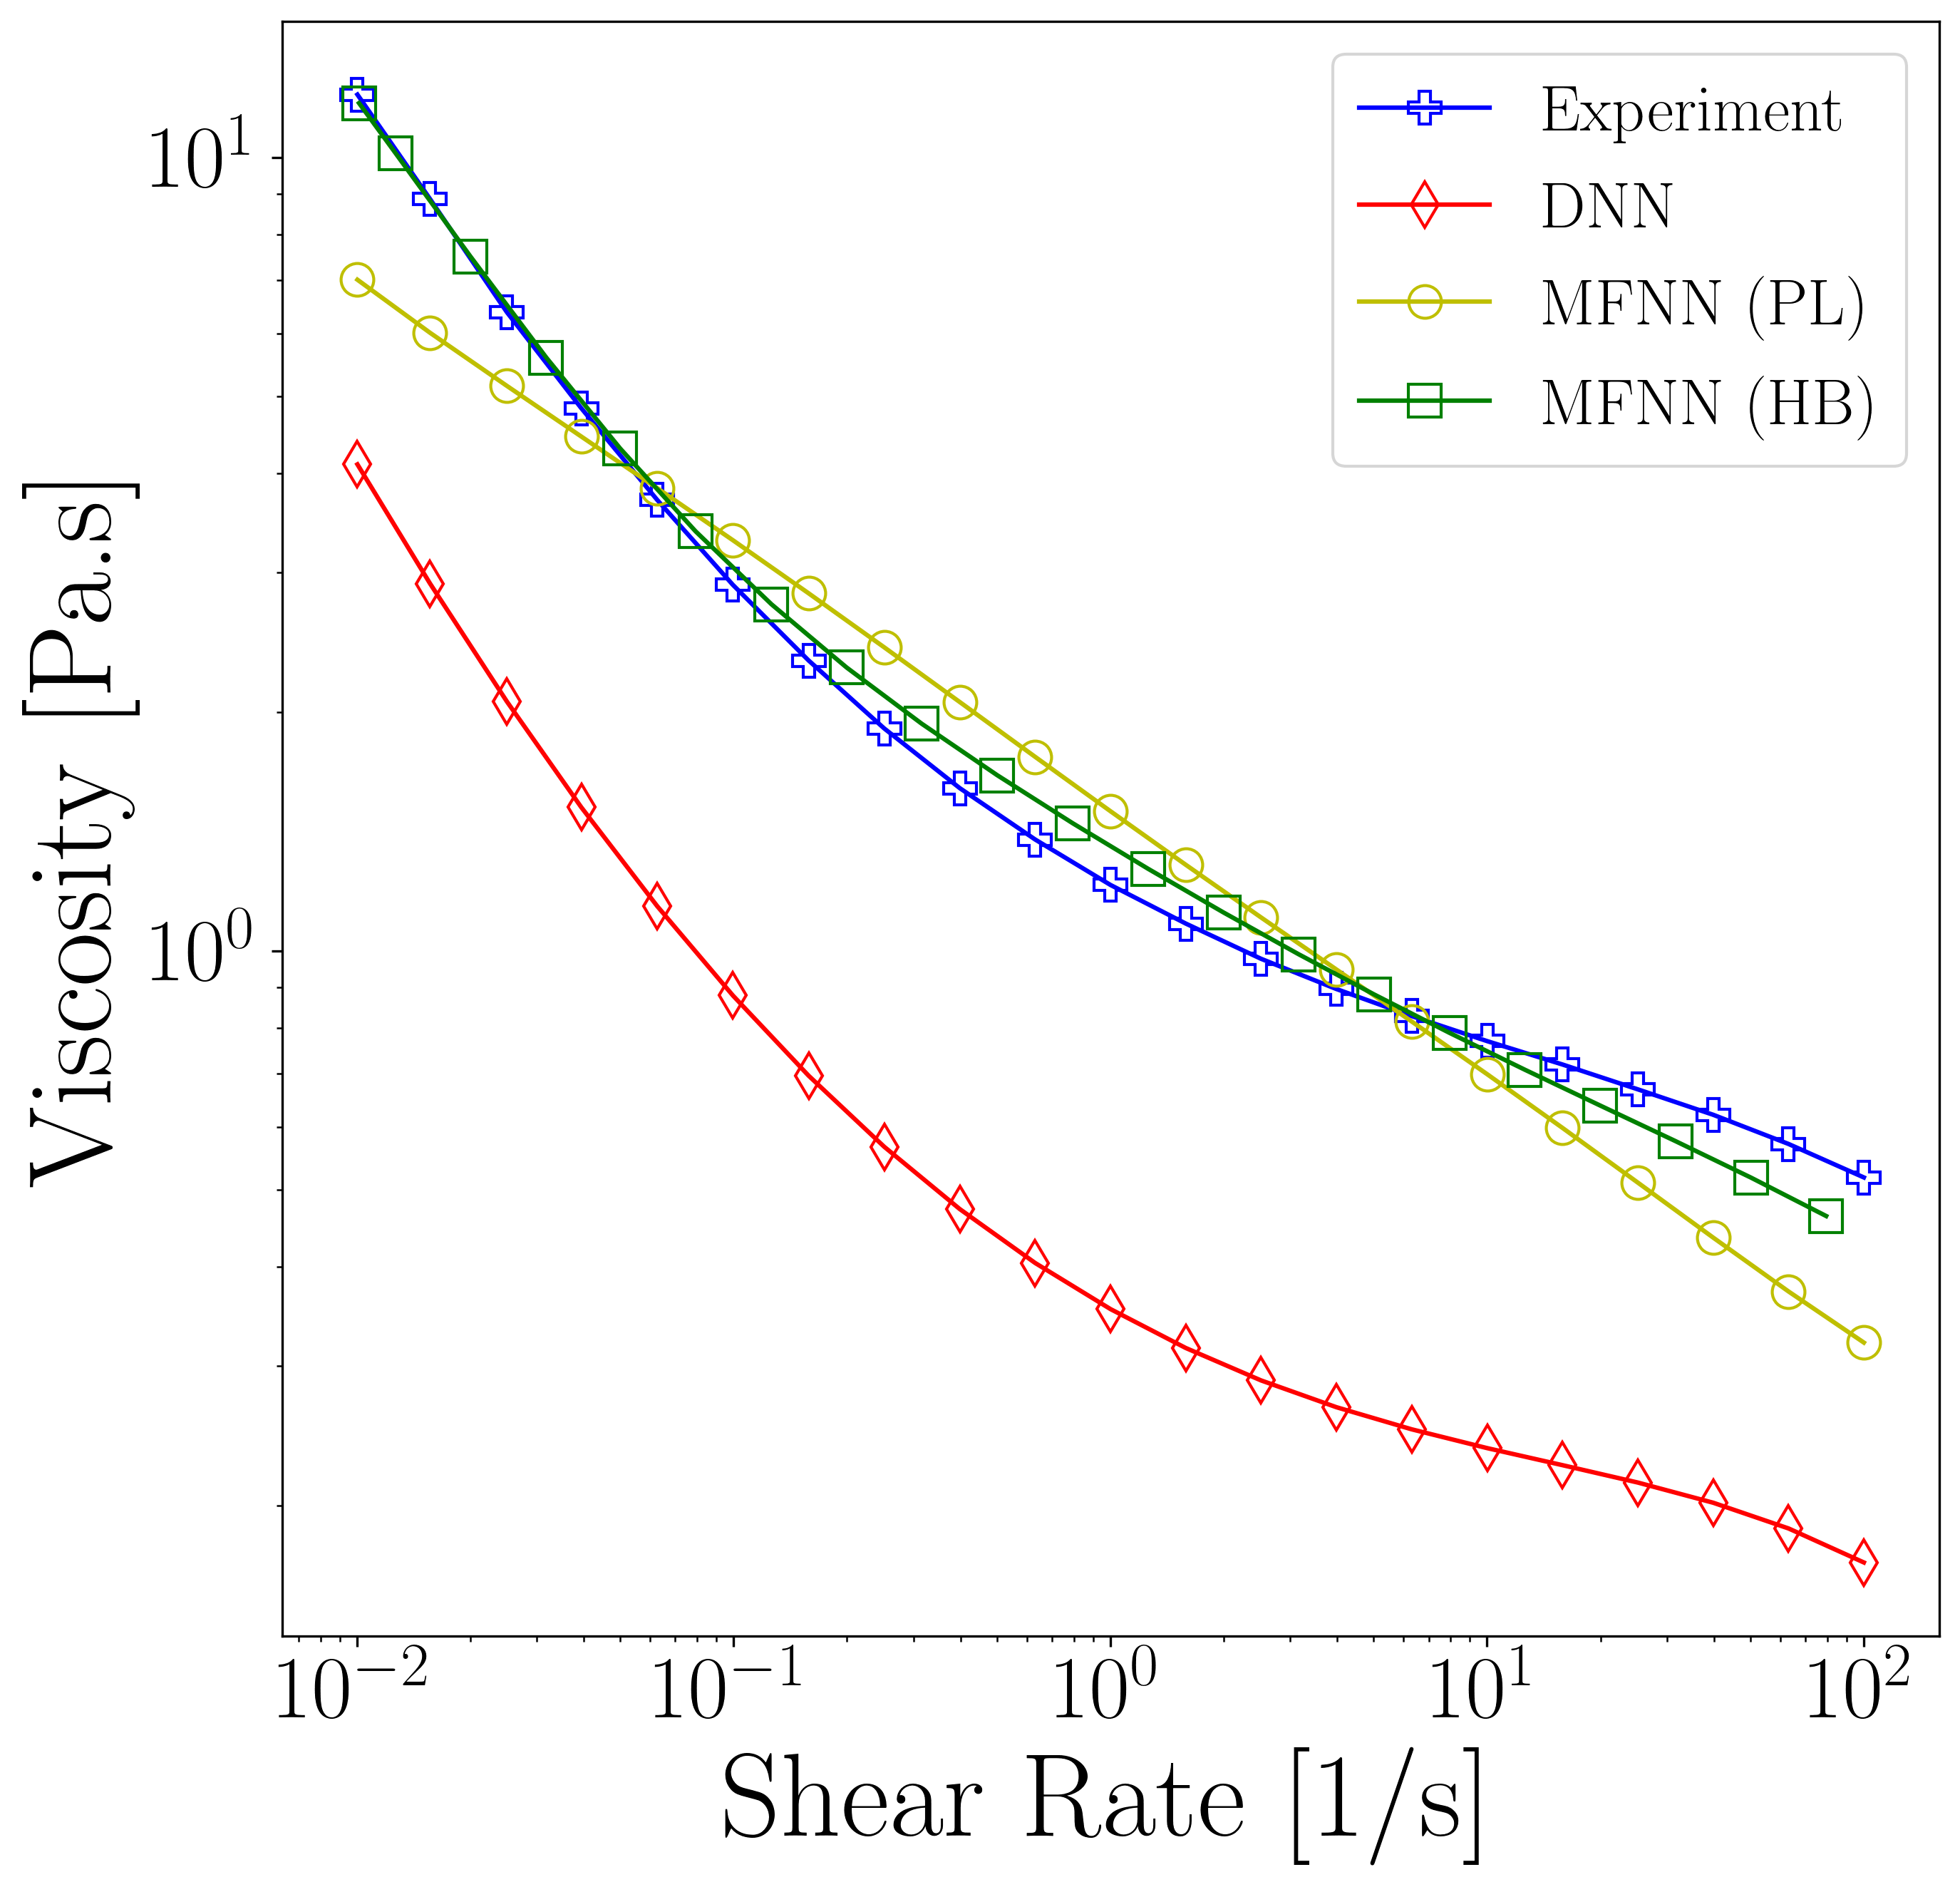 Experiment
DNN
MFNN (PL)
MFNN (HB)
Viscosity [Pa.s]
10¹
10⁰
10⁻² 10⁻¹ 10⁰ 10¹ 10²
Shear Rate [1/s]